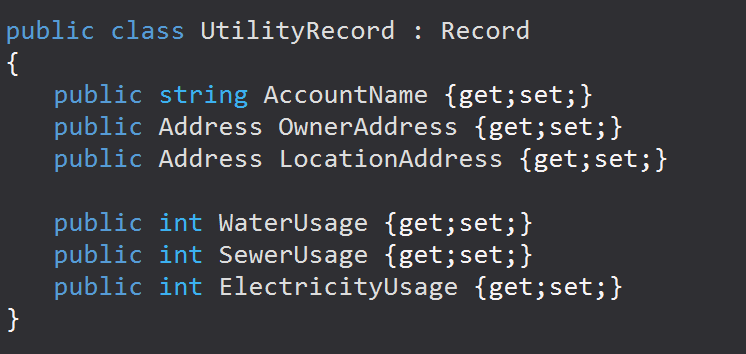 public class UtilityRecord : Record
{
public string AccountName {get;set;}
public Address OwnerAddress {get;set;}
public Address LocationAddress {get;set;}
public int WaterUsage {get;set;}
public int SewerUsage {get;set;}
public int ElectricityUsage {get;set;}
}